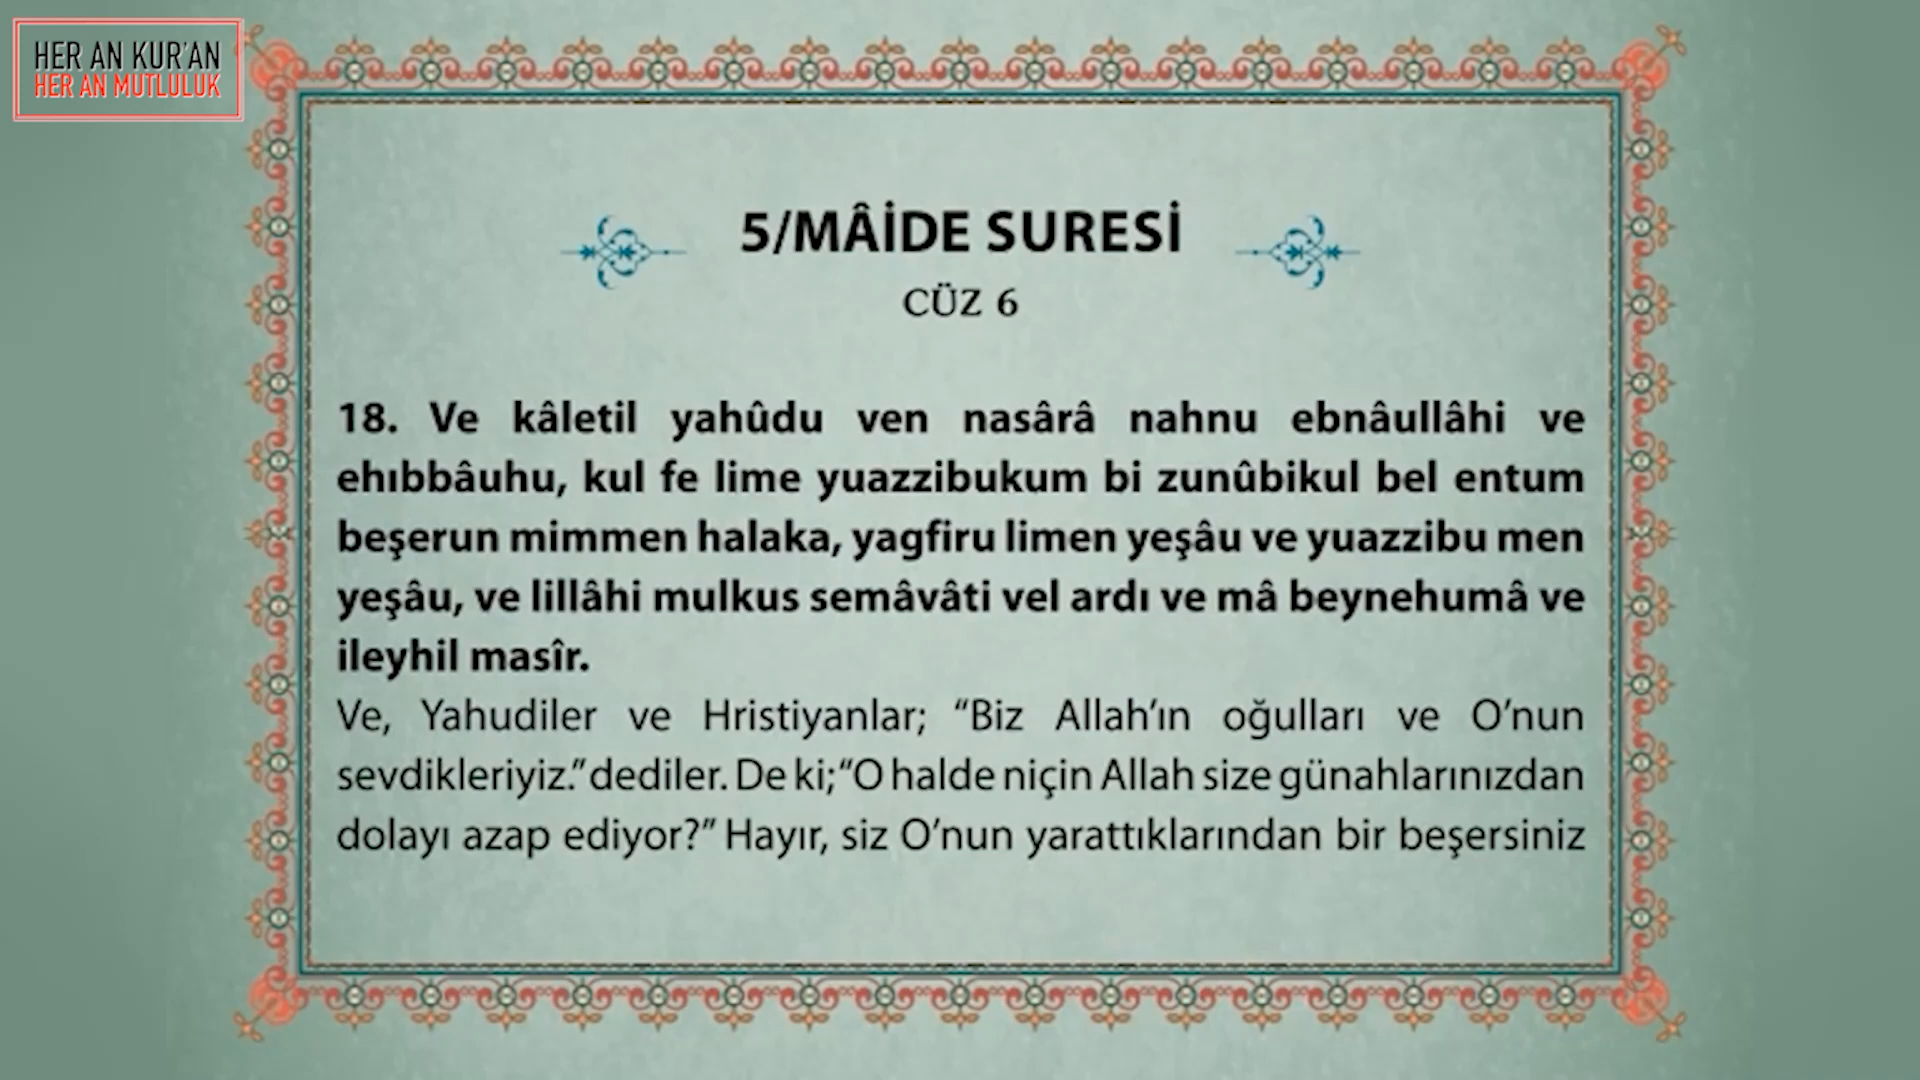 HER AN KUR'AN
HER AN MUTLULUK
5/MÂİDE SURESİ
CÜZ 6
18. Ve kâletil yahûdu ven nasârâ nahnu ebnâullâhi ve
ehıbbâuhu, kul fe lime yuazzibukum bi zunûbikul bel entum
beşerun mimmen halaka, yagfiru limen yeşâu ve yuazzibu men
yeşâu, ve lillâhi mulkus semâvâti vel ardı ve mâ beynehumâ ve
ileyhil masîr.
Ve, Yahudiler ve Hristiyanlar; “Biz Allah’ın oğulları ve O’nun
sevdikleriyiz.” dediler. De ki; “O halde niçin Allah size günahlarınızdan
dolayı azap ediyor?” Hayır, siz O’nun yarattıklarından bir beşersiniz